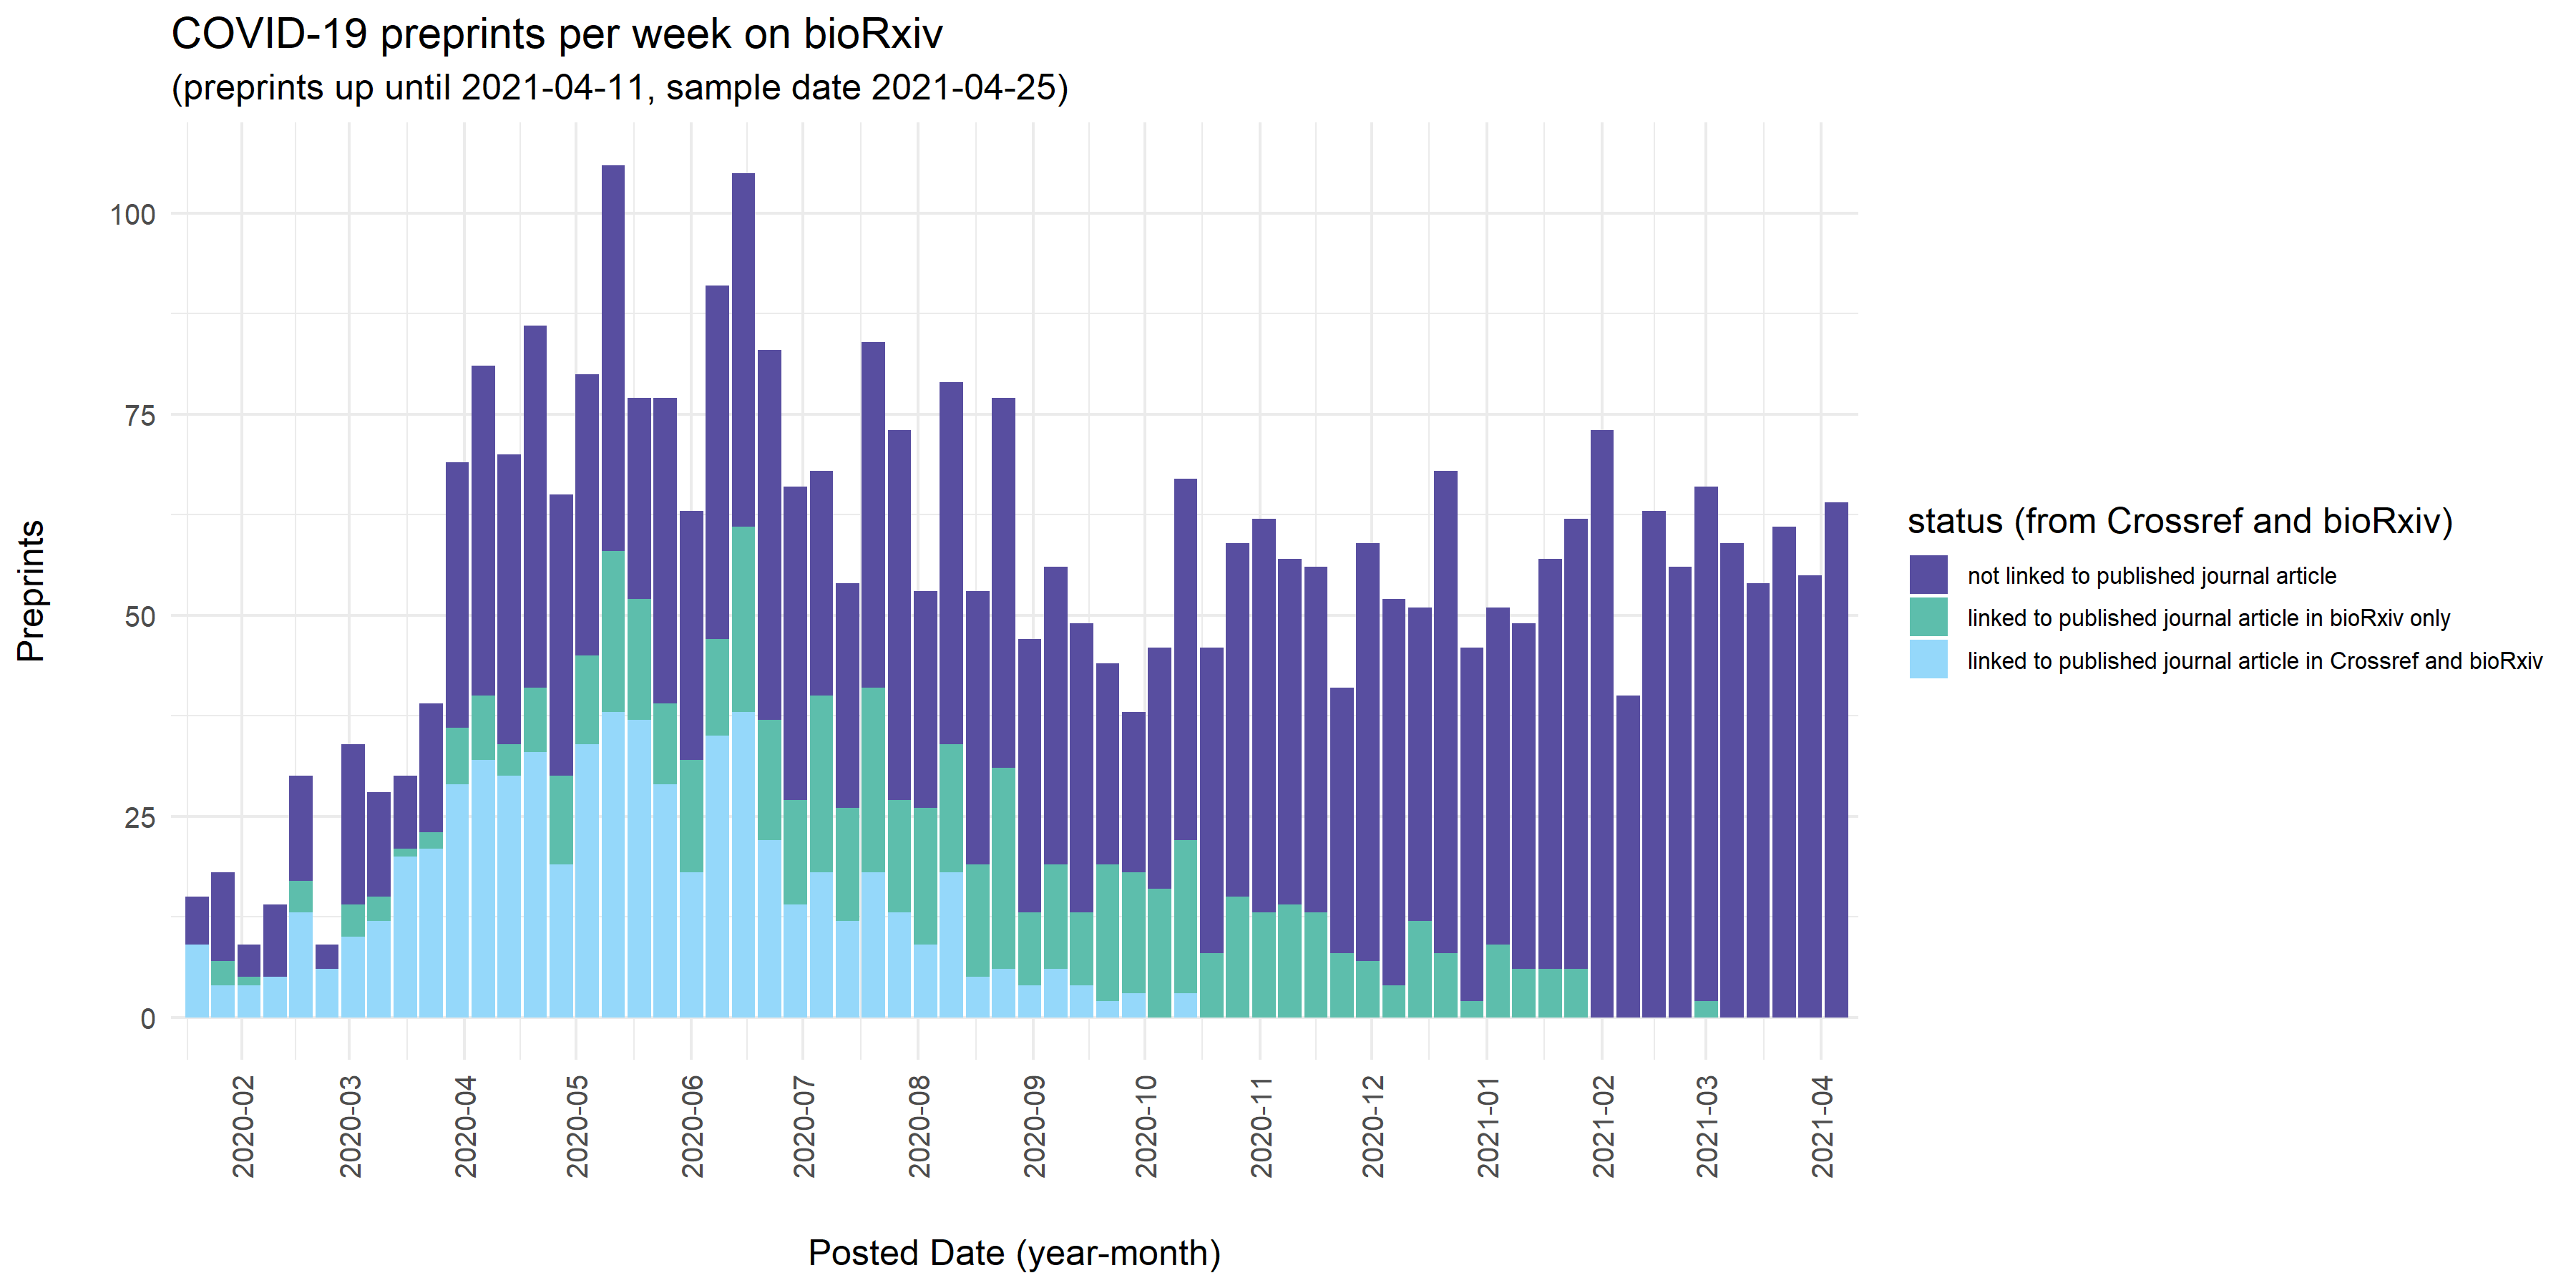 COVID-19 preprints per week on bioRxiv
(preprints up until 2021-04-11, sample date 2021-04-25)
Preprints
100
75
50
25
0
2020-02
2020-03
2020-04
2020-05
2020-06
2020-07
2020-08
2020-09
2020-10
2020-11
2020-12
2021-01
2021-02
2021-03
2021-04
Posted Date (year-month)
status (from Crossref and bioRxiv)
not linked to published journal article
linked to published journal article in bioRxiv only
linked to published journal article in Crossref and bioRxiv